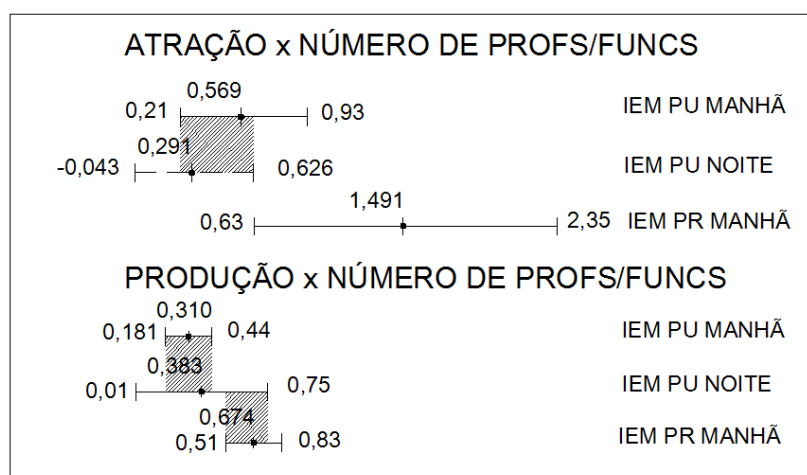 ATRAÇÃO x NÚMERO DE PROFS/FUNCS
0,569
0,21 0,93 IEM PU MANHÃ
0,291
-0,043 0,626 IEM PU NOITE
1,491
0,63 2,35 IEM PR MANHÃ
PRODUÇÃO x NÚMERO DE PROFS/FUNCS
0,310
0,181 0,44 IEM PU MANHÃ
0,383
0,01 0,75 IEM PU NOITE
0,674
0,51 0,83 IEM PR MANHÃ